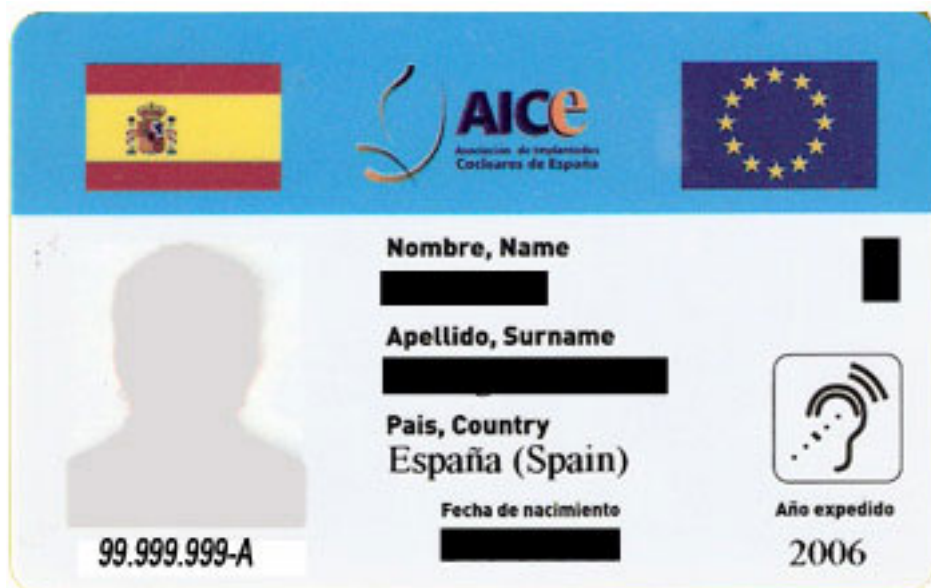 AICe
Asociación de Implantados
Cocleares de España
Nombre, Name
Apellido, Surname
Pais, Country
España (Spain)
Fecha de nacimiento
Año expedido
99.999.999-A
2006